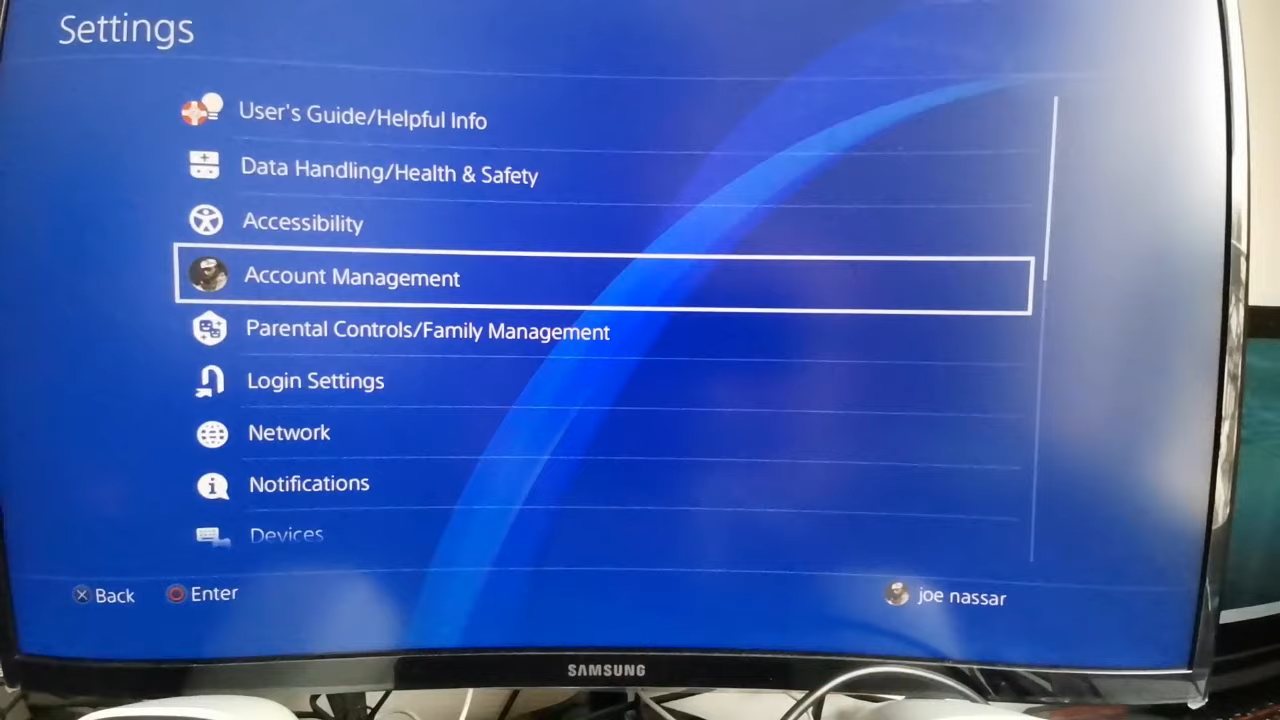 Settings
User's Guide/Helpful Info
Data Handling/Health & Safety
Accessibility
Account Management
Parental Controls/Family Management
Login Settings
Network
Notifications
Devices
Back Enter joe nassar
SAMSUNG